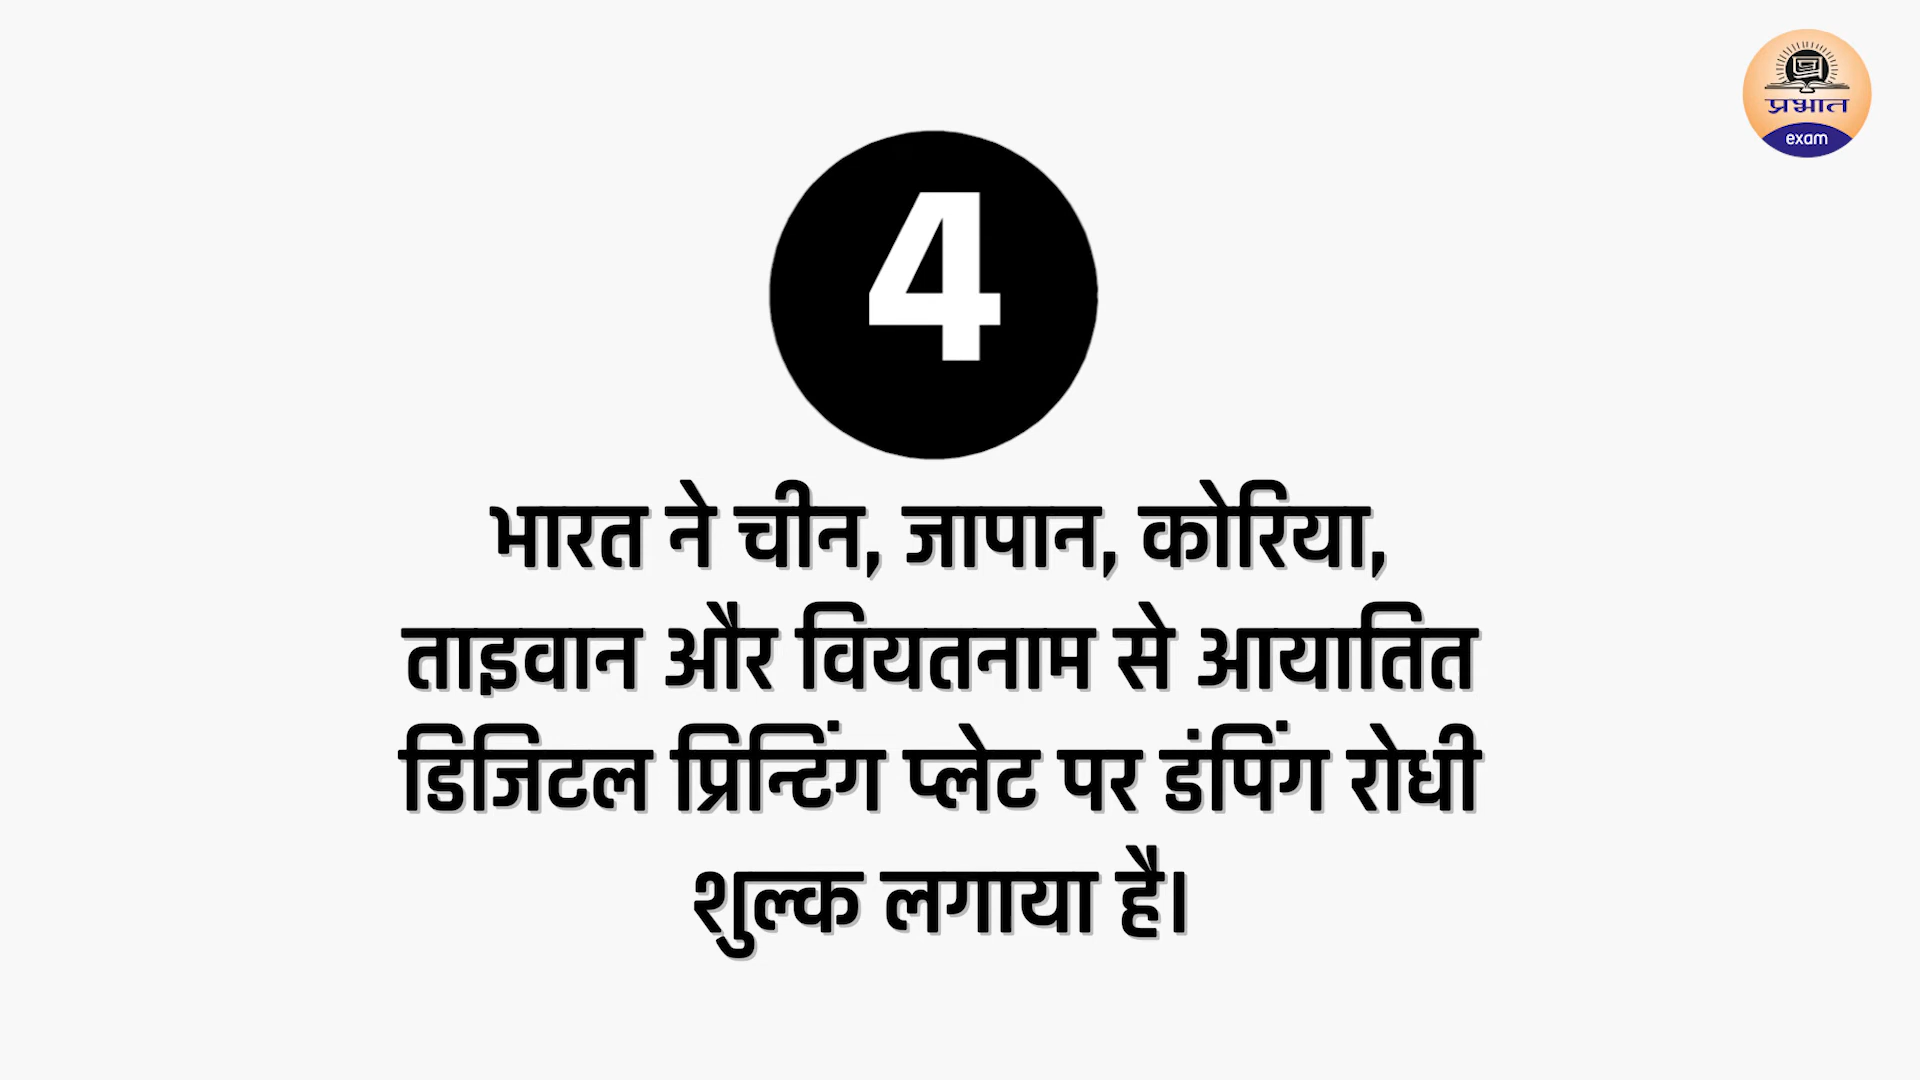 प्रभात
exam
4
भारत ने चीन, जापान, कोरिया,
ताइवान और वियतनाम से आयातित
डिजिटल प्रिन्टिंग प्लेट पर डंपिंग रोधी
शुल्क लगाया है।